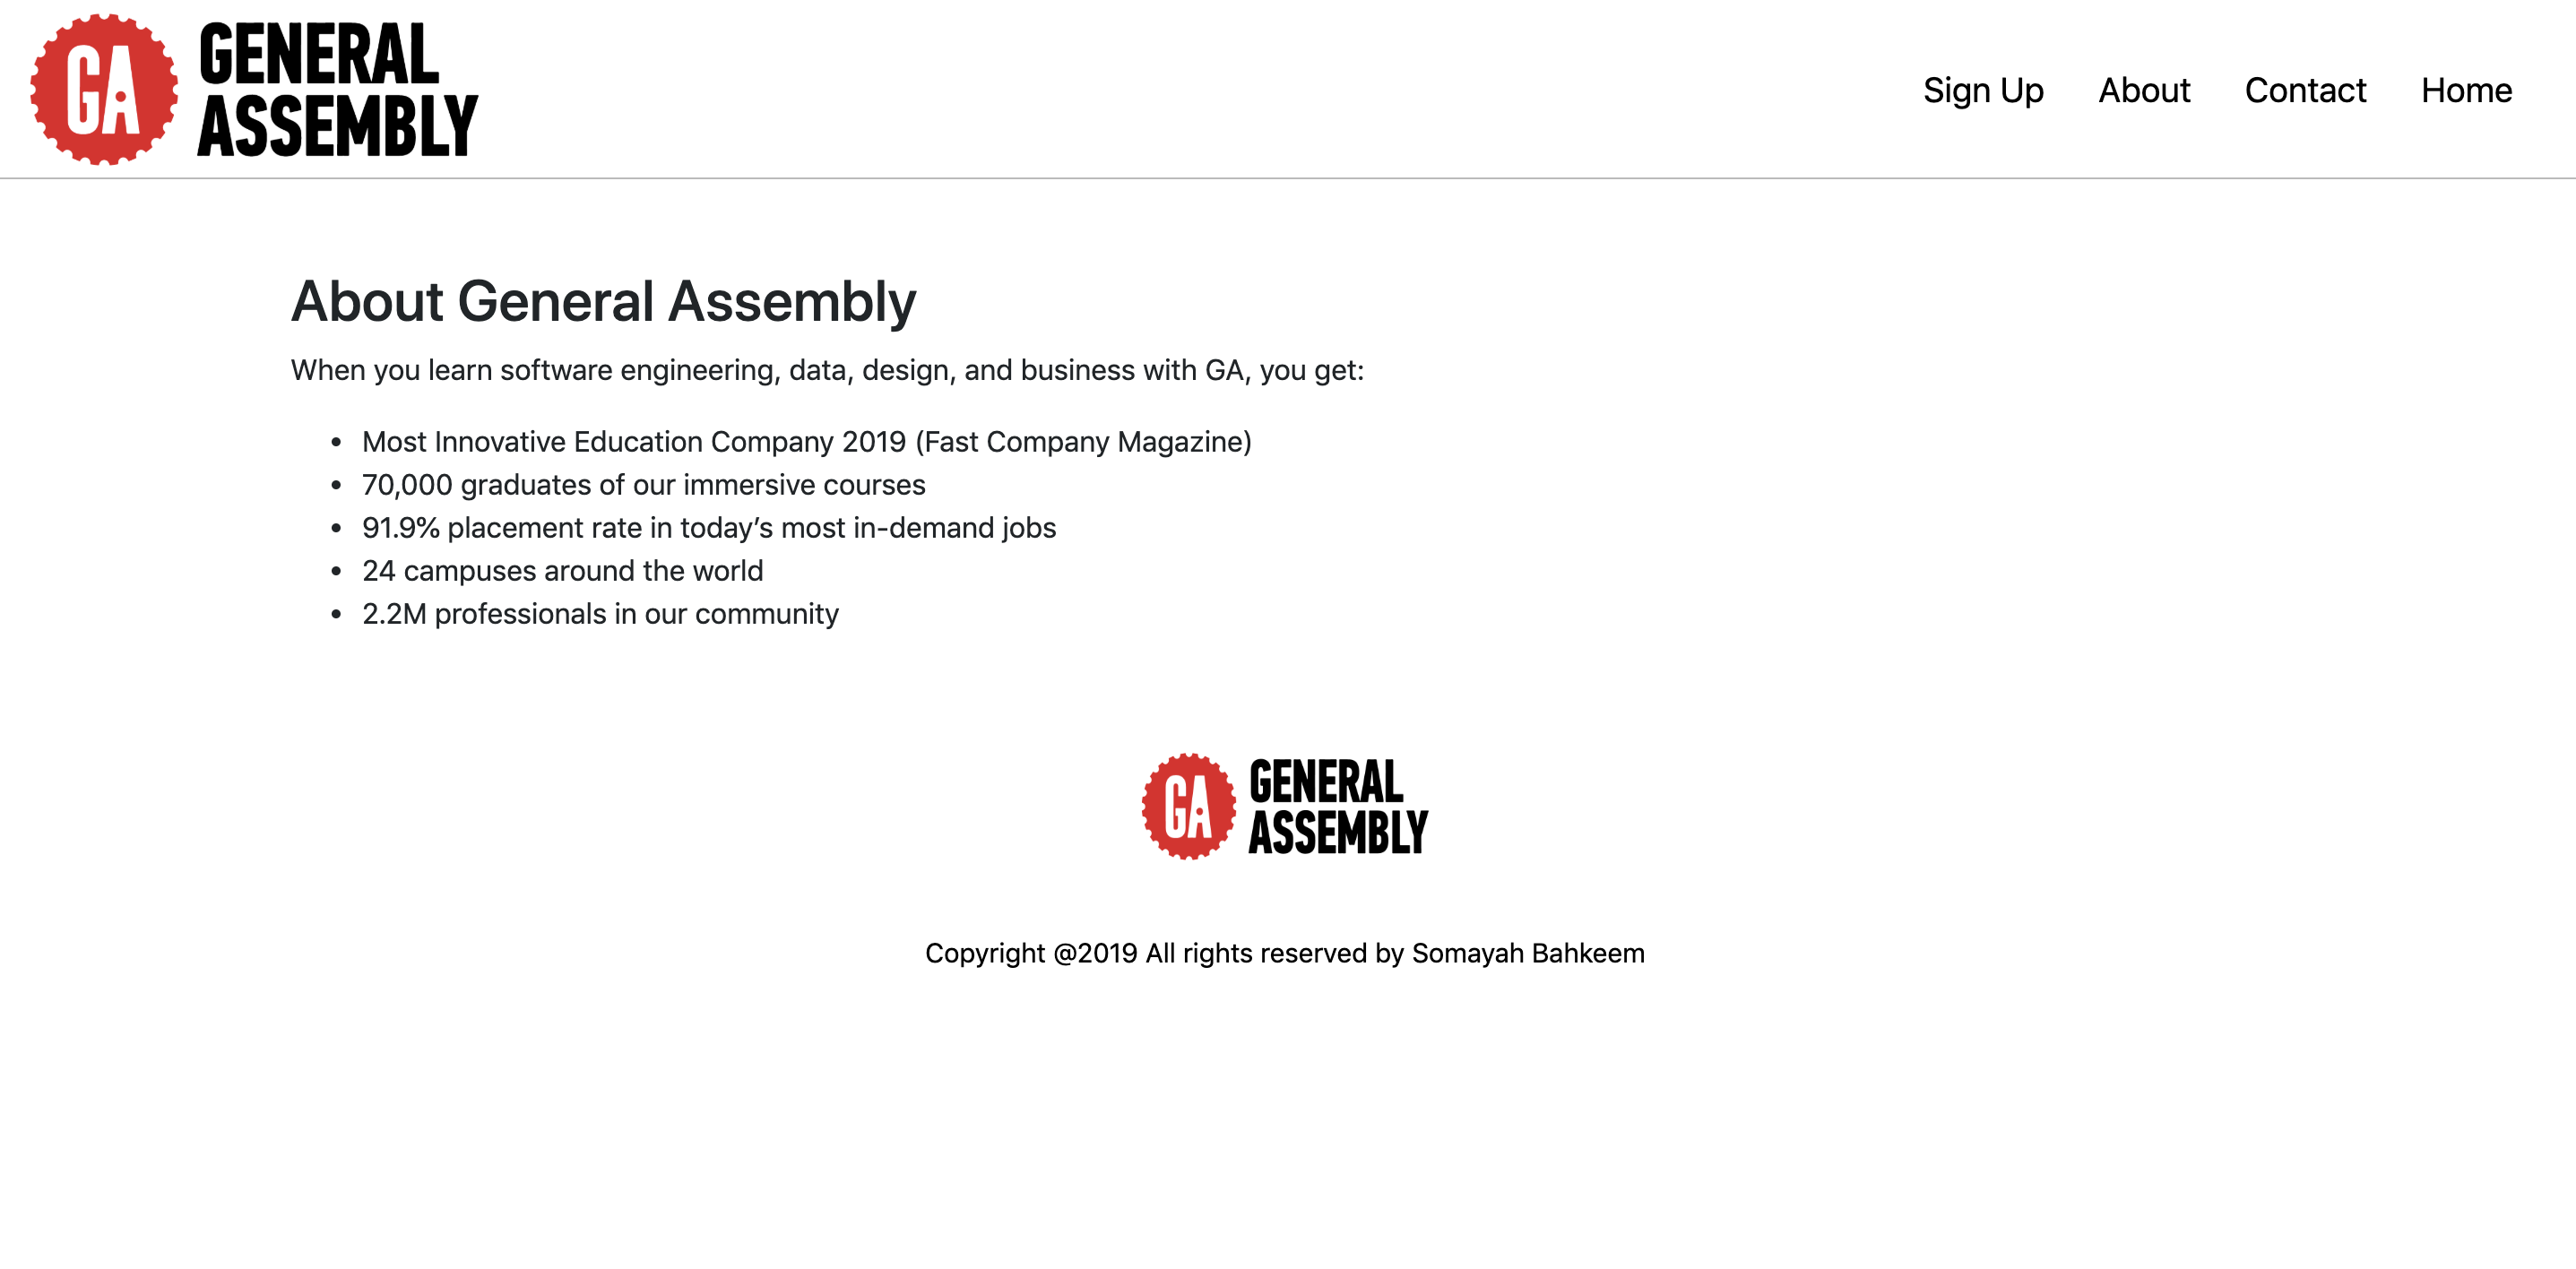 GA GENERAL
ASSEMBLY
Sign Up About Contact Home
About General Assembly
When you learn software engineering, data, design, and business with GA, you get:
• Most Innovative Education Company 2019 (Fast Company Magazine)
• 70,000 graduates of our immersive courses
• 91.9% placement rate in today’s most in-demand jobs
• 24 campuses around the world
• 2.2M professionals in our community
GA GENERAL
ASSEMBLY
Copyright @2019 All rights reserved by Somayah Bahkeem